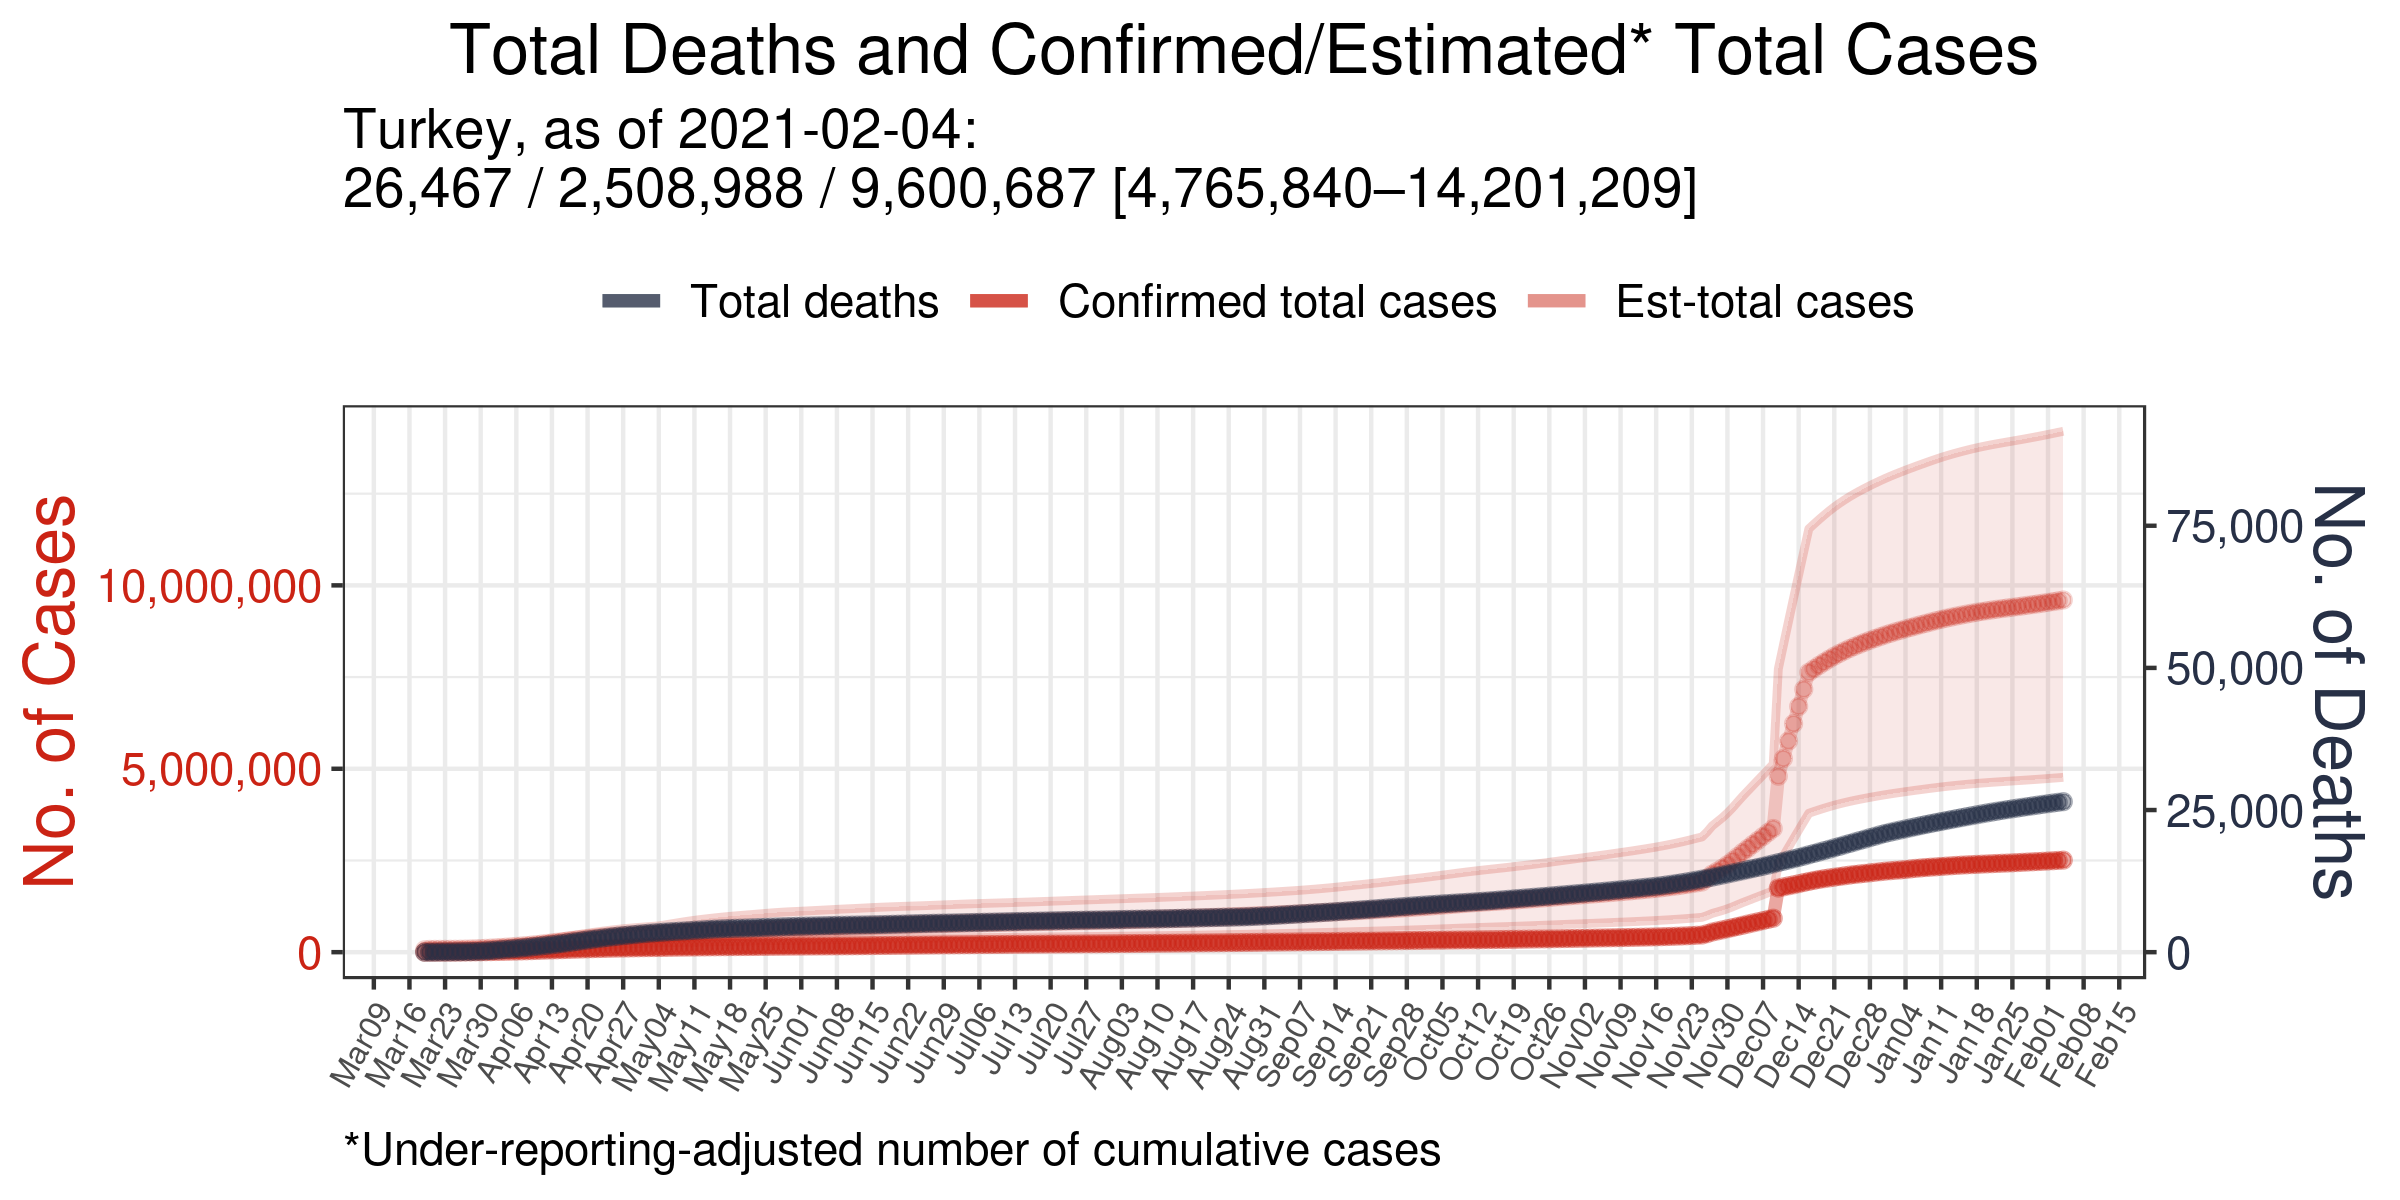 Total Deaths and Confirmed/Estimated* Total Cases
Turkey, as of 2021-02-04:
26,467 / 2,508,988 / 9,600,687 [4,765,840–14,201,209]
Total deaths
Confirmed total cases
Est-total cases
No. of Cases
10,000,000
5,000,000
0
75,000
50,000
25,000
0
No. of Deaths
Mar09
Mar16
Mar23
Mar30
Apr06
Apr13
Apr20
Apr27
May04
May11
May18
May25
Jun01
Jun08
Jun15
Jun22
Jun29
Jul06
Jul13
Jul20
Jul27
Aug03
Aug10
Aug17
Aug24
Aug31
Sep07
Sep14
Sep21
Sep28
Oct05
Oct12
Oct19
Oct26
Nov02
Nov09
Nov16
Nov23
Nov30
Dec07
Dec14
Dec21
Dec28
Jan04
Jan11
Jan18
Jan25
Feb01
Feb08
Feb15
*Under-reporting-adjusted number of cumulative cases